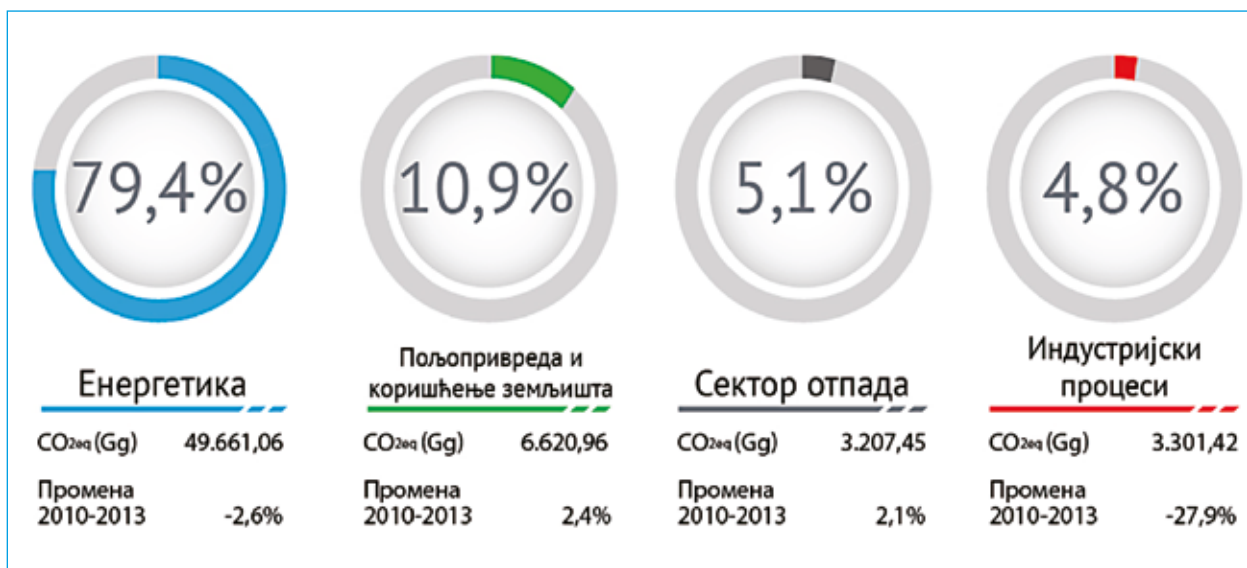 79,4%
Енергетика
CO2eq (Gg) 49.661,06
Промена
2010-2013 -2,6%
10,9%
Пољопривреда и
коришћење земљишта
CO2eq (Gg) 6.620,96
Промена
2010-2013 2,4%
5,1%
Сектор отпада
CO2eq (Gg) 3.207,45
Промена
2010-2013 2,1%
4,8%
Индустријски
процеси
CO2eq (Gg) 3.301,42
Промена
2010-2013 -27,9%